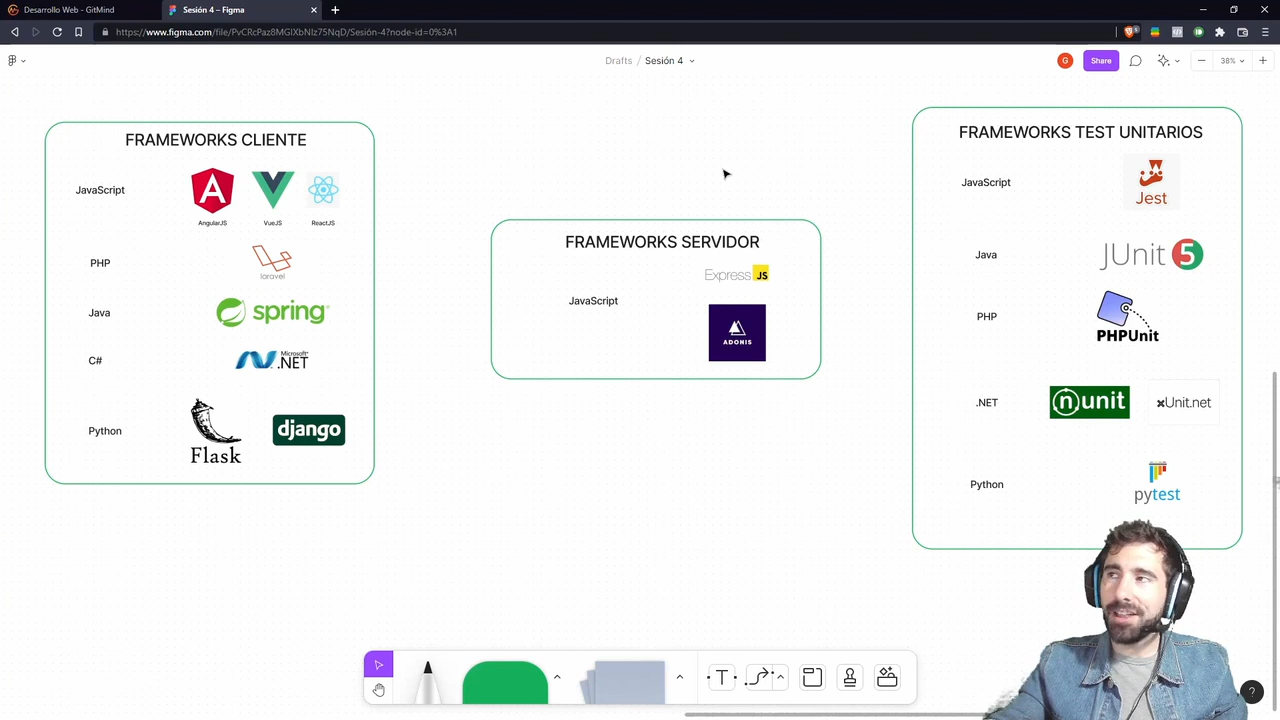 Desarrollo Web - GitMind
Sesión 4 – Figma
https://www.figma.com/file/PvCRcPaz8MGIXbNIz75NqD/Sesión-4?node-id=0%3A1
Drafts / Sesión 4
G
Share
38%
FRAMEWORKS CLIENTE
JavaScript
AngularJS
VueJS
ReactJS
PHP
laravel
Java
spring
C#
Microsoft
.NET
Python
Flask
django
FRAMEWORKS SERVIDOR
JavaScript
Express JS
ADONIS
FRAMEWORKS TEST UNITARIOS
JavaScript
Jest
Java
JUnit 5
PHP
PHPUnit
.NET
nunit
xUnit.net
Python
pytest
T
?